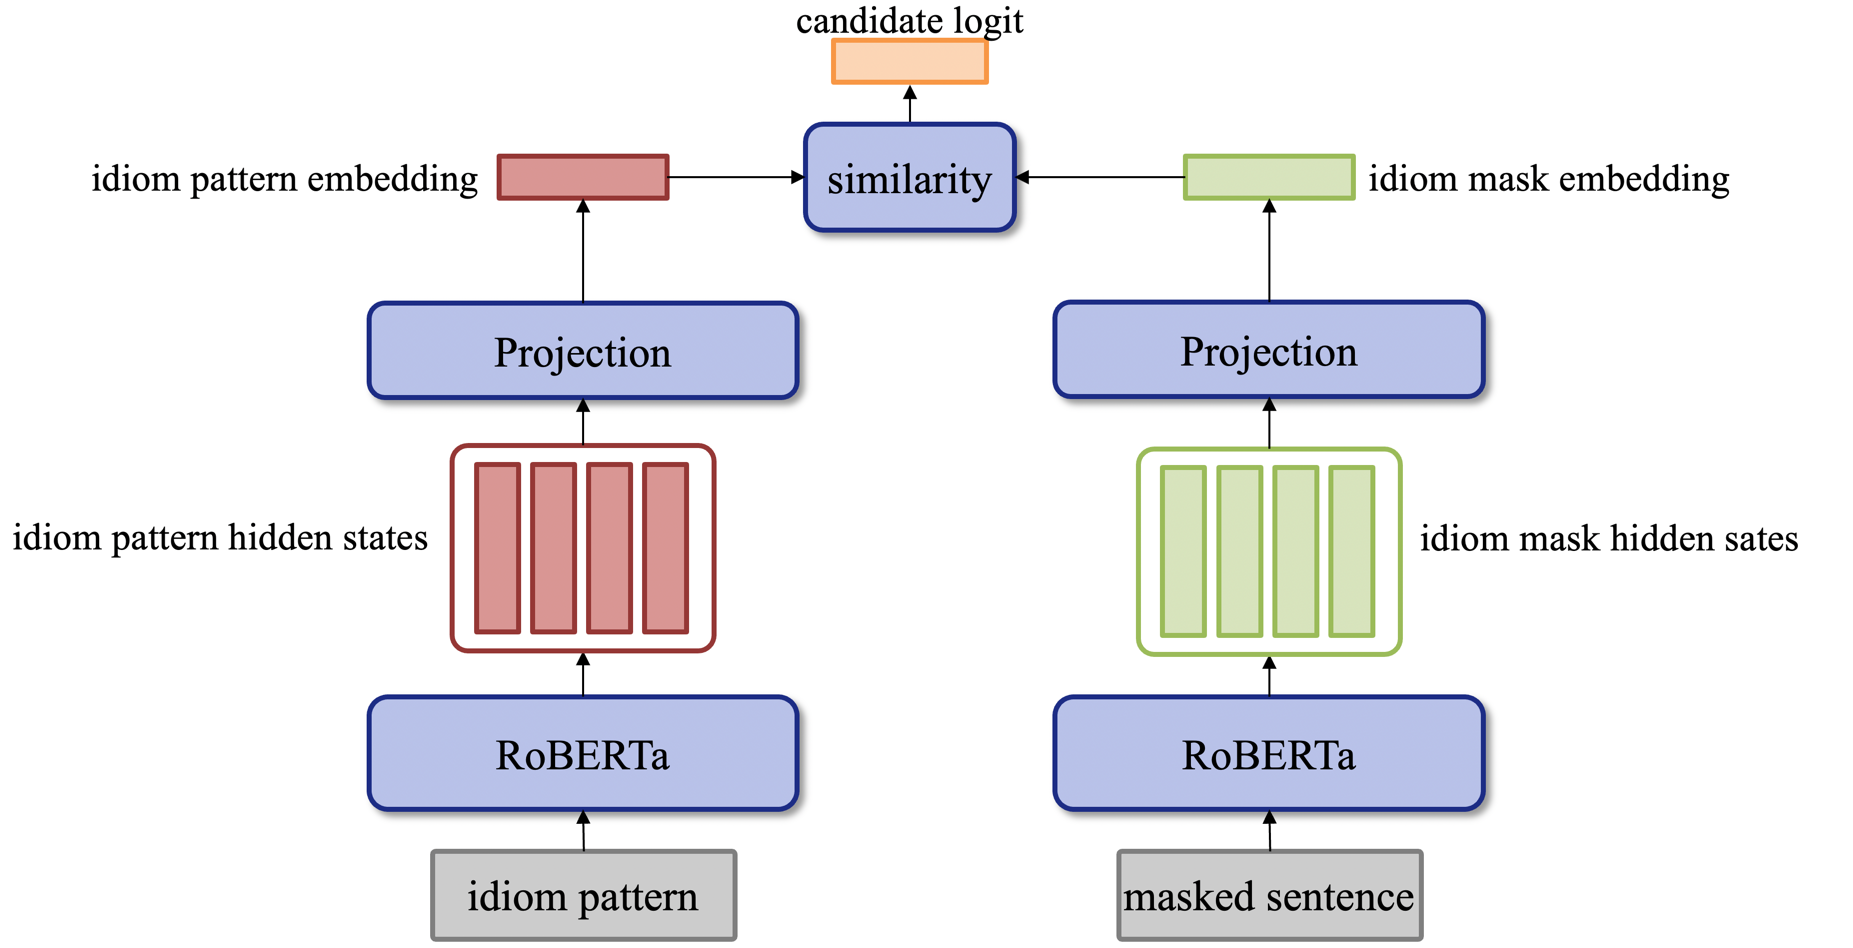 candidate logit
idiom pattern embedding
similarity
idiom mask embedding
Projection
Projection
idiom pattern hidden states
idiom mask hidden sates
RoBERTa
RoBERTa
idiom pattern
masked sentence